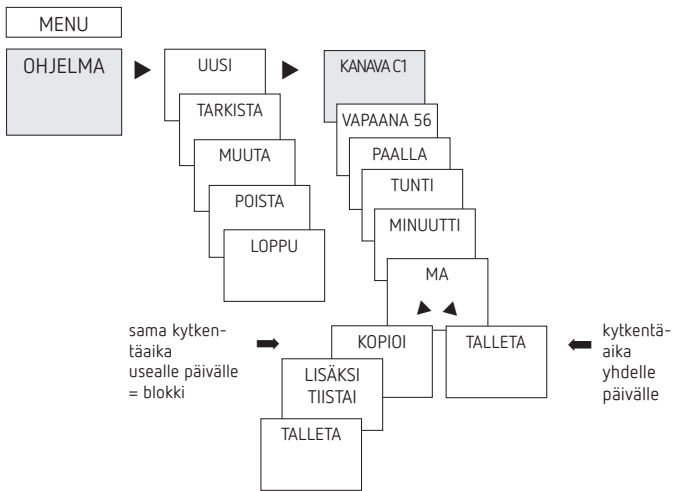 MENU
OHJELMA
UUSI
TARKISTA
MUUTA
POISTA
LOPPU
KANAVA C1
VAPAANA 56
PAALLA
TUNTI
MINUUTTI
MA
sama kytken-
täaika
usealle päivälle
= blokki
KOPIOI
LISÄKSI
TIISTAI
TALLETA
TALLETA
kytkentä-
aika
yhdelle
päivälle